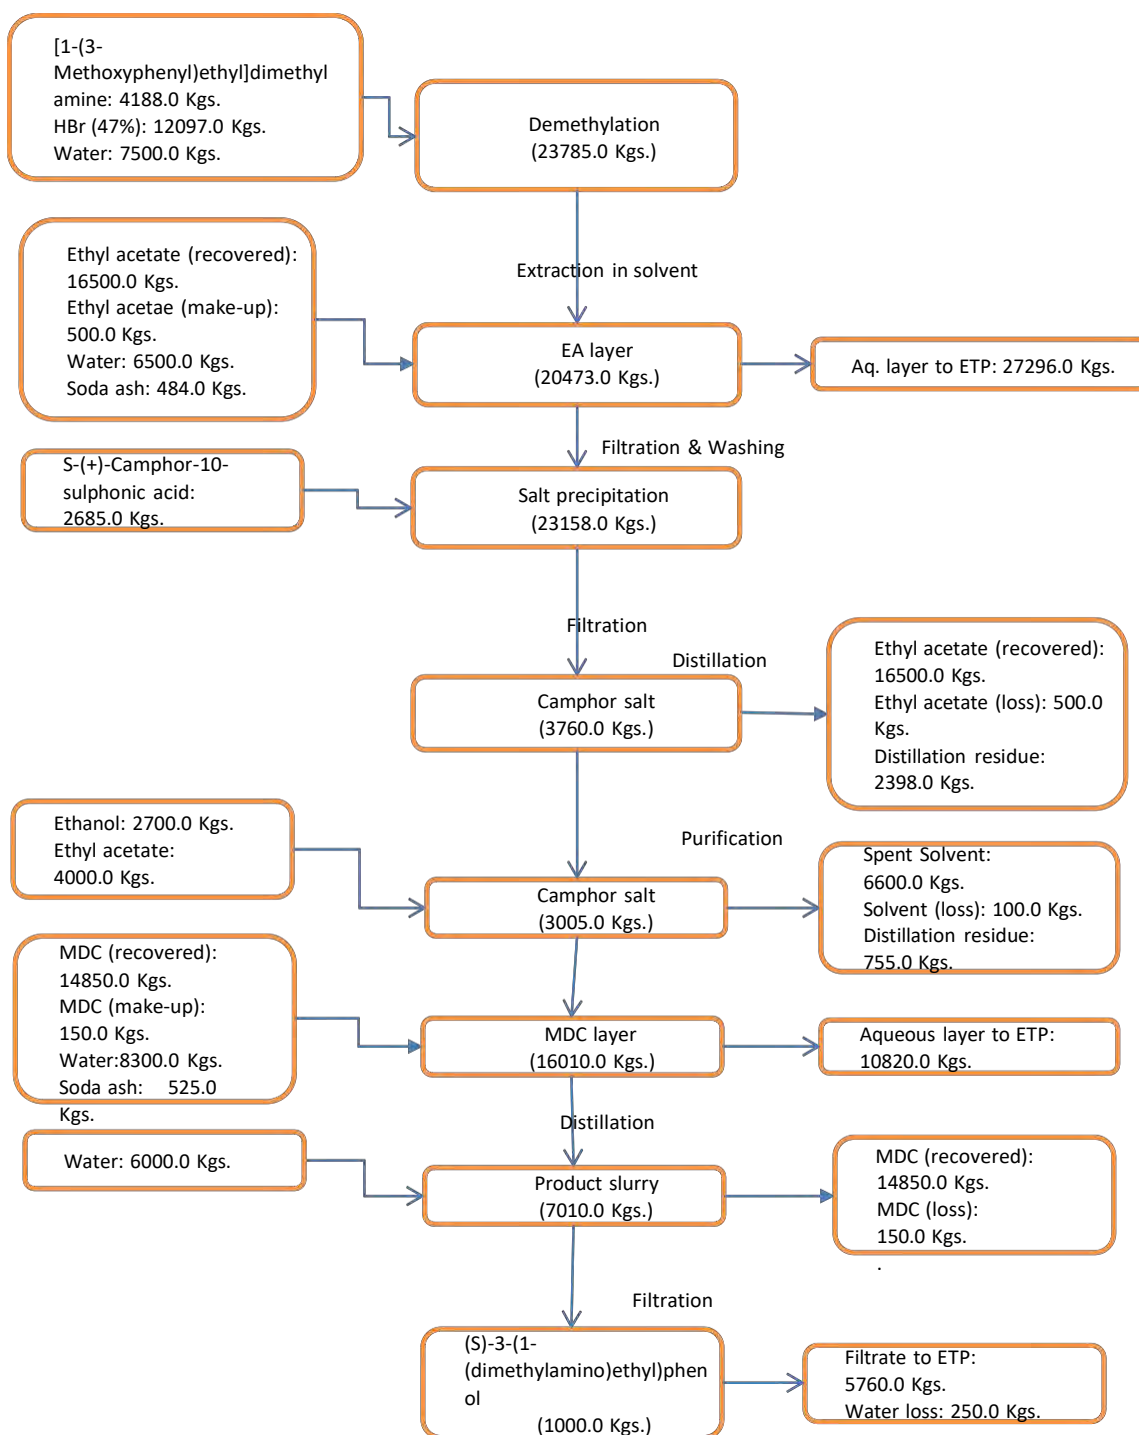 [1-(3-
Methoxyphenyl)ethyl]dimethyl
amine: 4188.0 Kgs.
HBr (47%): 12097.0 Kgs.
Water: 7500.0 Kgs.
Demethylation
(23785.0 Kgs.)
Extraction in solvent
Ethyl acetate (recovered):
16500.0 Kgs.
Ethyl acetae (make-up):
500.0 Kgs.
Water: 6500.0 Kgs.
Soda ash: 484.0 Kgs.
EA layer
(20473.0 Kgs.)
Aq. layer to ETP: 27296.0 Kgs.
Filtration & Washing
S-(+)-Camphor-10-
sulphonic acid:
2685.0 Kgs.
Salt precipitation
(23158.0 Kgs.)
Filtration
Distillation
Camphor salt
(3760.0 Kgs.)
Ethyl acetate (recovered):
16500.0 Kgs.
Ethyl acetate (loss): 500.0
Kgs.
Distillation residue:
2398.0 Kgs.
Ethanol: 2700.0 Kgs.
Ethyl acetate:
4000.0 Kgs.
Purification
Camphor salt
(3005.0 Kgs.)
Spent Solvent:
6600.0 Kgs.
Solvent (loss): 100.0 Kgs.
Distillation residue:
755.0 Kgs.
MDC (recovered):
14850.0 Kgs.
MDC (make-up):
150.0 Kgs.
Water:8300.0 Kgs.
Soda ash: 525.0
Kgs.
MDC layer
(16010.0 Kgs.)
Aqueous layer to ETP:
10820.0 Kgs.
Distillation
Water: 6000.0 Kgs.
Product slurry
(7010.0 Kgs.)
MDC (recovered):
14850.0 Kgs.
MDC (loss):
150.0 Kgs.
.
Filtration
(S)-3-(1-
(dimethylamino)ethyl)phen
ol
(1000.0 Kgs.)
Filtrate to ETP:
5760.0 Kgs.
Water loss: 250.0 Kgs.